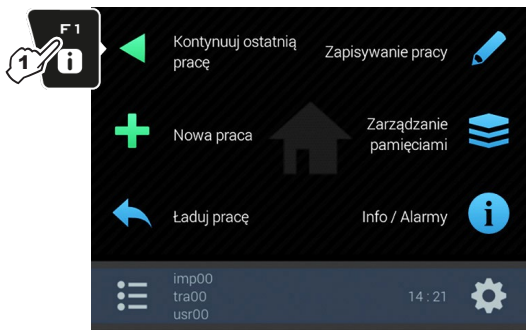 F1
1
Kontynuuj ostatnią
pracę
Zapisywanie pracy
Nowa praca
Zarządzanie
pamięciami
Ładuj pracę
Info / Alarmy
imp00
tra00
usr00
14 : 21